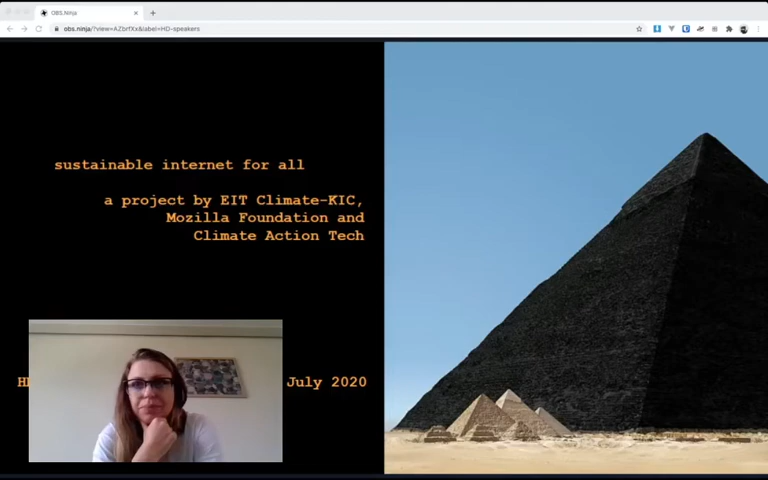 OBS.Ninja
obs.ninja/?view=AZbrfXx&label=HD-speakers
sustainable internet for all
a project by EIT Climate-KIC,
Mozilla Foundation and
Climate Action Tech
July 2020